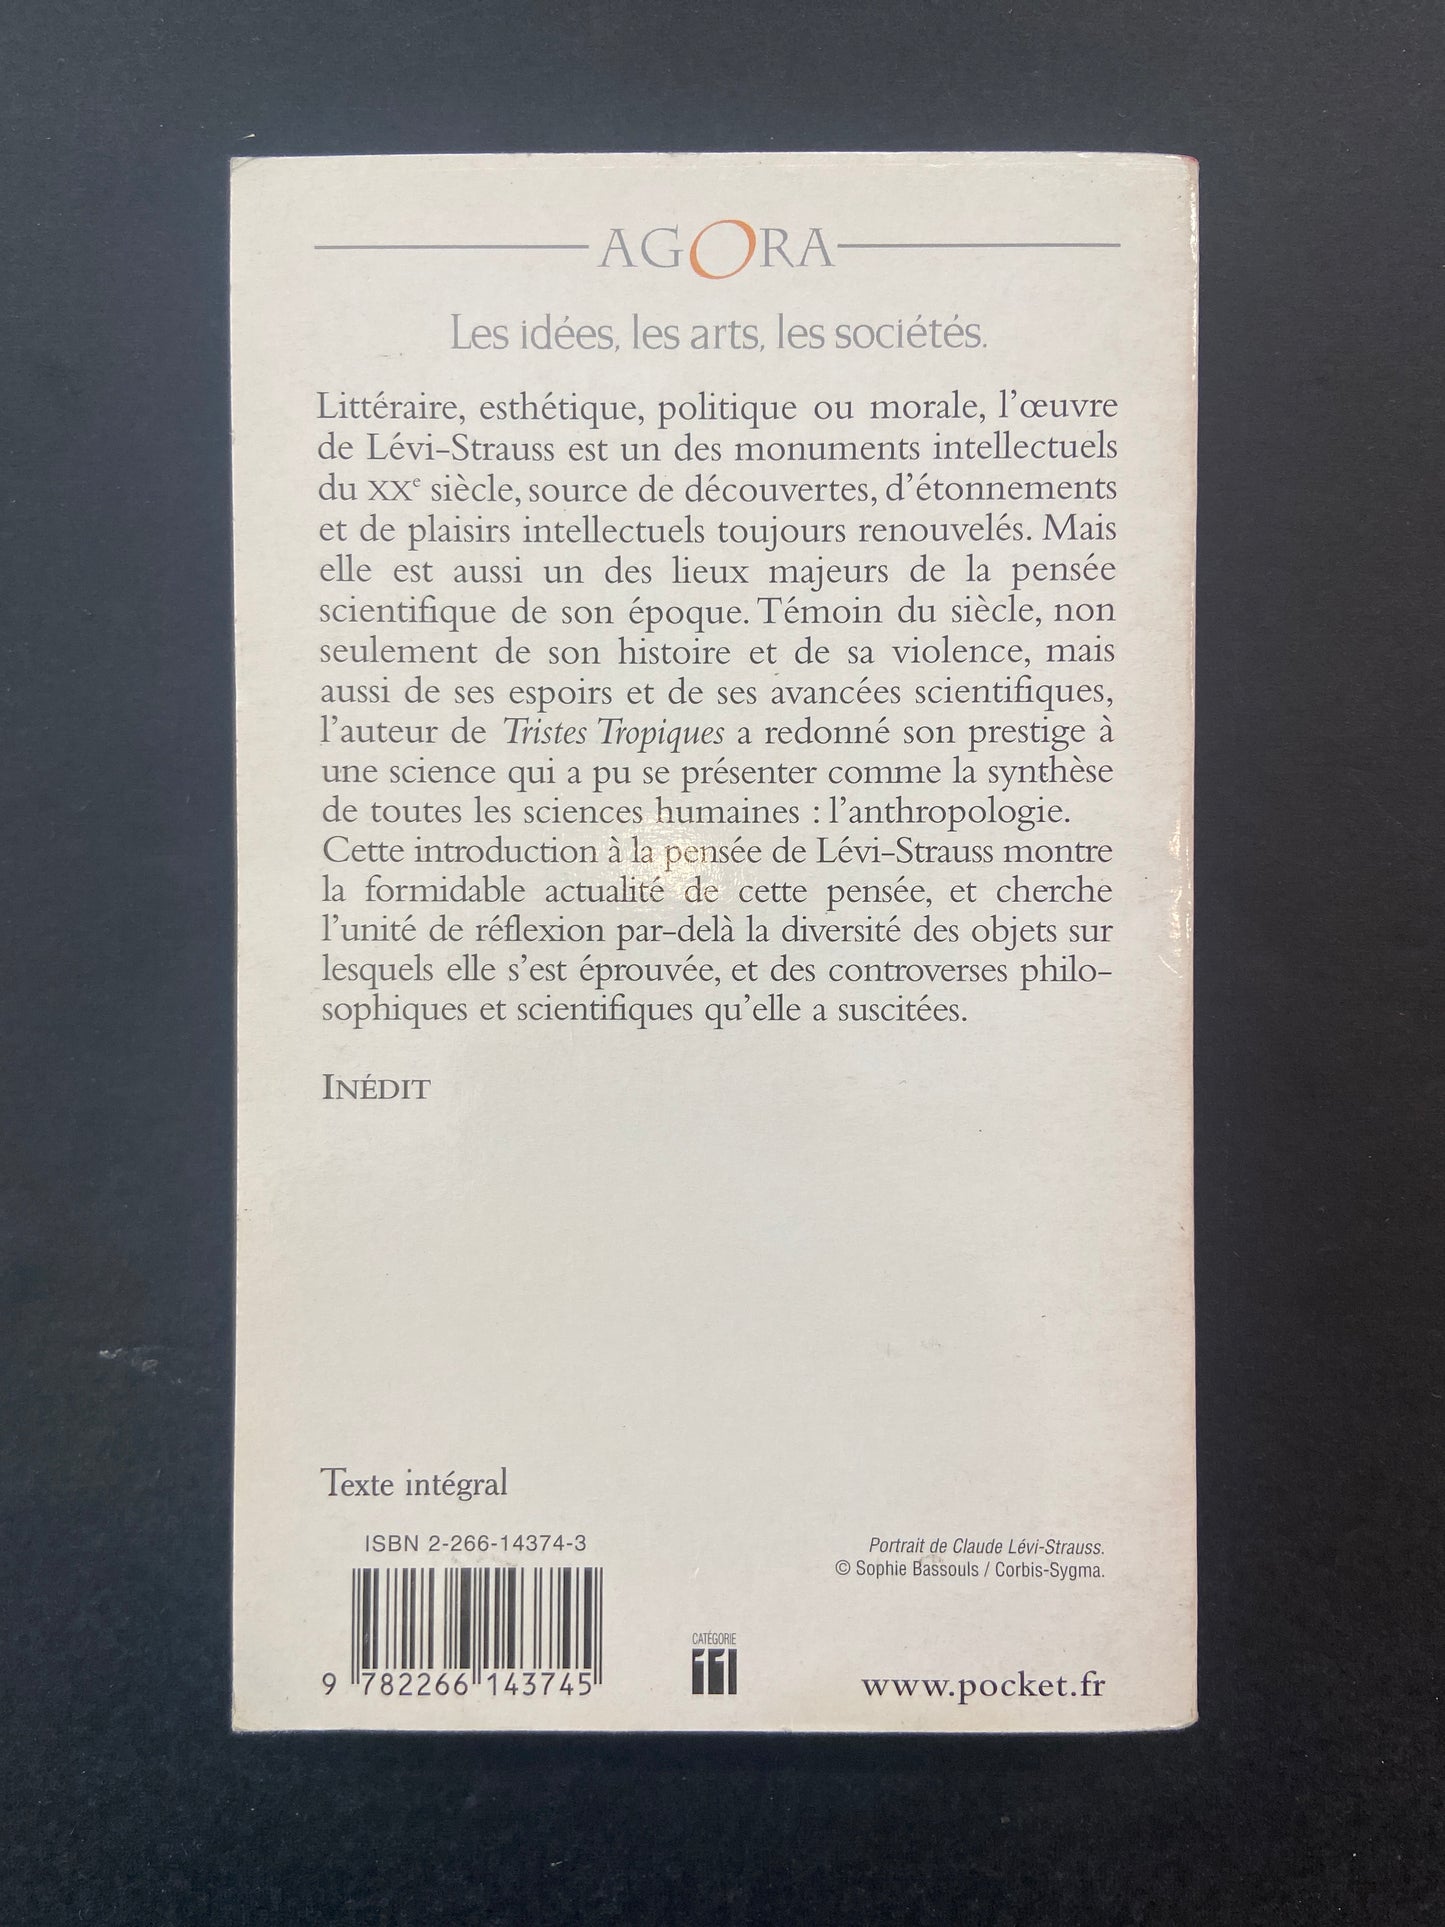 AGORA
Les idées, les arts, les sociétés.
Littéraire, esthétique, politique ou morale, l'œuvre
de Lévi-Strauss est un des monuments intellectuels
du XXe siècle, source de découvertes, d'étonnements
et de plaisirs intellectuels toujours renouvelés. Mais
elle est aussi un des lieux majeurs de la pensée
scientifique de son époque. Témoin du siècle, non
seulement de son histoire et de sa violence, mais
aussi de ses espoirs et de ses avancées scientifiques,
l'auteur de Tristes Tropiques a redonné son prestige à
une science qui a pu se présenter comme la synthèse
de toutes les sciences humaines : l'anthropologie.
Cette introduction à la pensée de Lévi-Strauss montre
la formidable actualité de cette pensée, et cherche
l'unité de réflexion par-delà la diversité des objets sur
lesquels elle s'est éprouvée, et des controverses philo-
sophiques et scientifiques qu'elle a suscitées.
INÉDIT
Texte intégral
ISBN 2-266-14374-3
9 782266 143745
Portrait de Claude Lévi-Strauss.
© Sophie Bassouls / Corbis-Sygma.
CATÉGORIE
11
www.pocket.fr